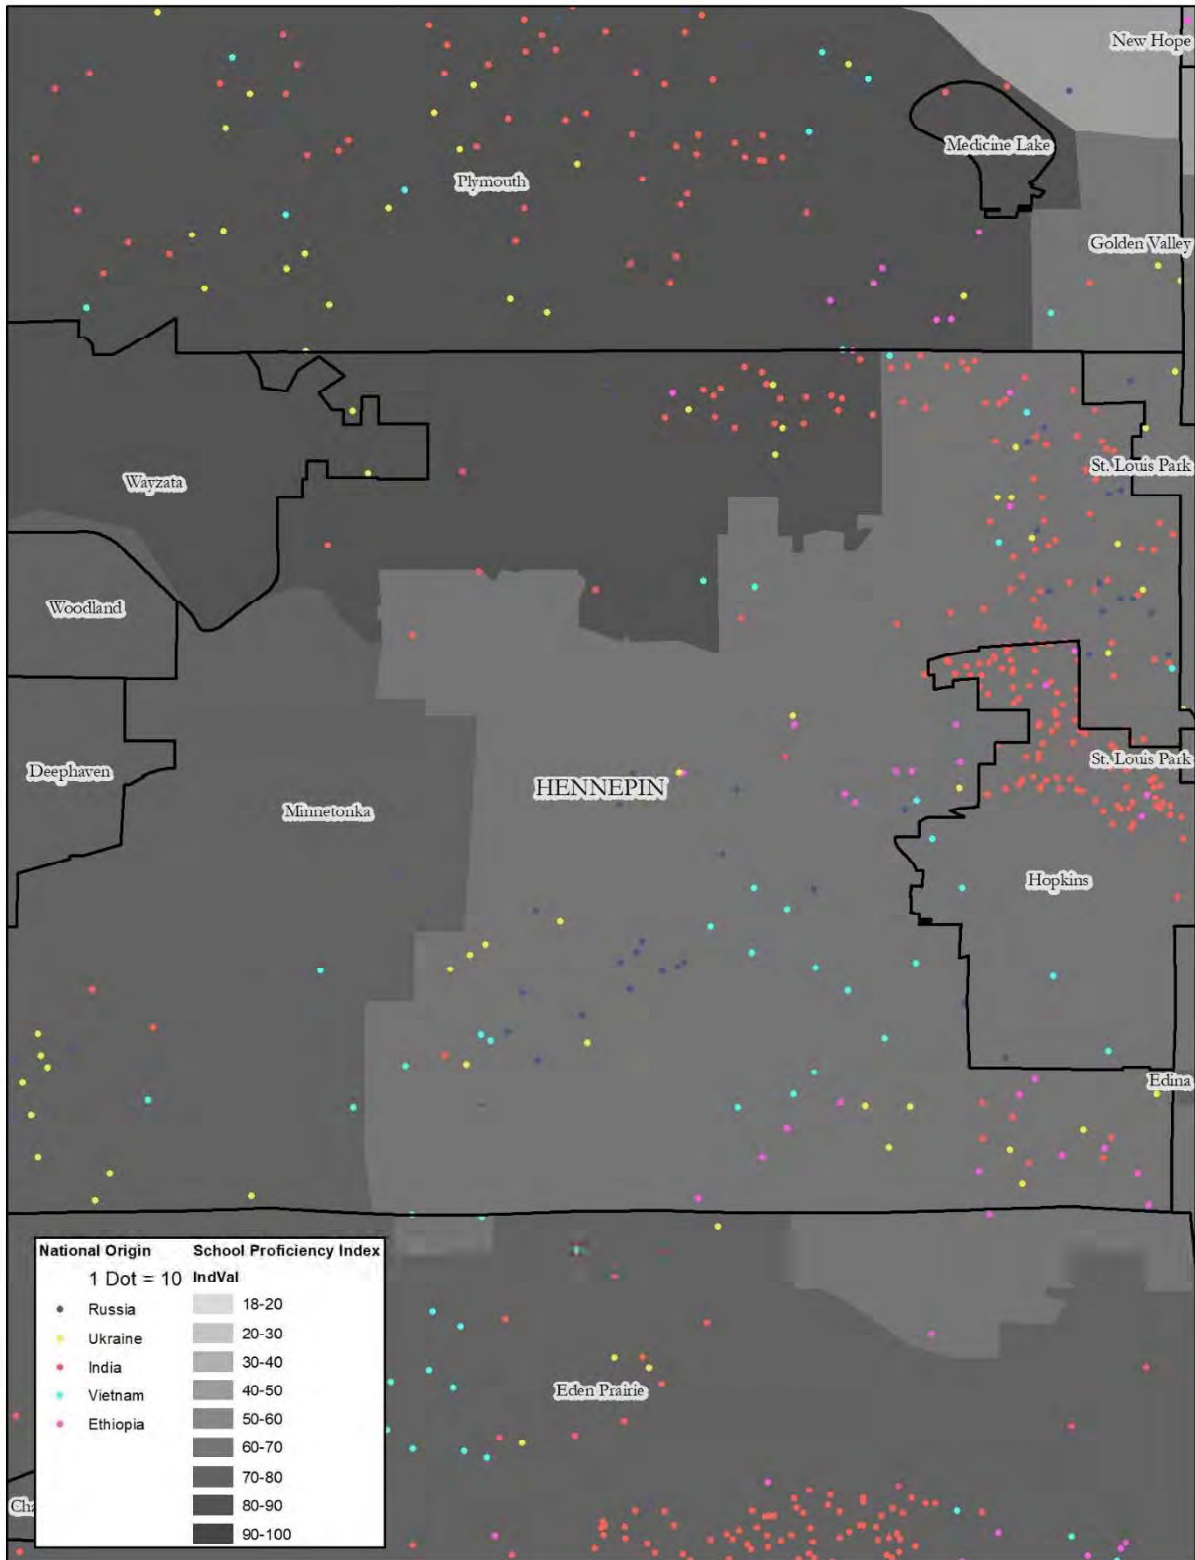 New Hope
Medicine Lake
Plymouth
Golden Valley
St. Louis Park
Wayzata
Woodland
St. Louis Park
Deephaven
HENNEPIN
Minnetonka
Hopkins
Edina
National Origin
1 Dot = 10
Russia
Ukraine
India
Vietnam
Ethiopia
School Proficiency Index
IndVal
18-20
20-30
30-40
40-50
50-60
60-70
70-80
80-90
90-100
Eden Prairie
Cha